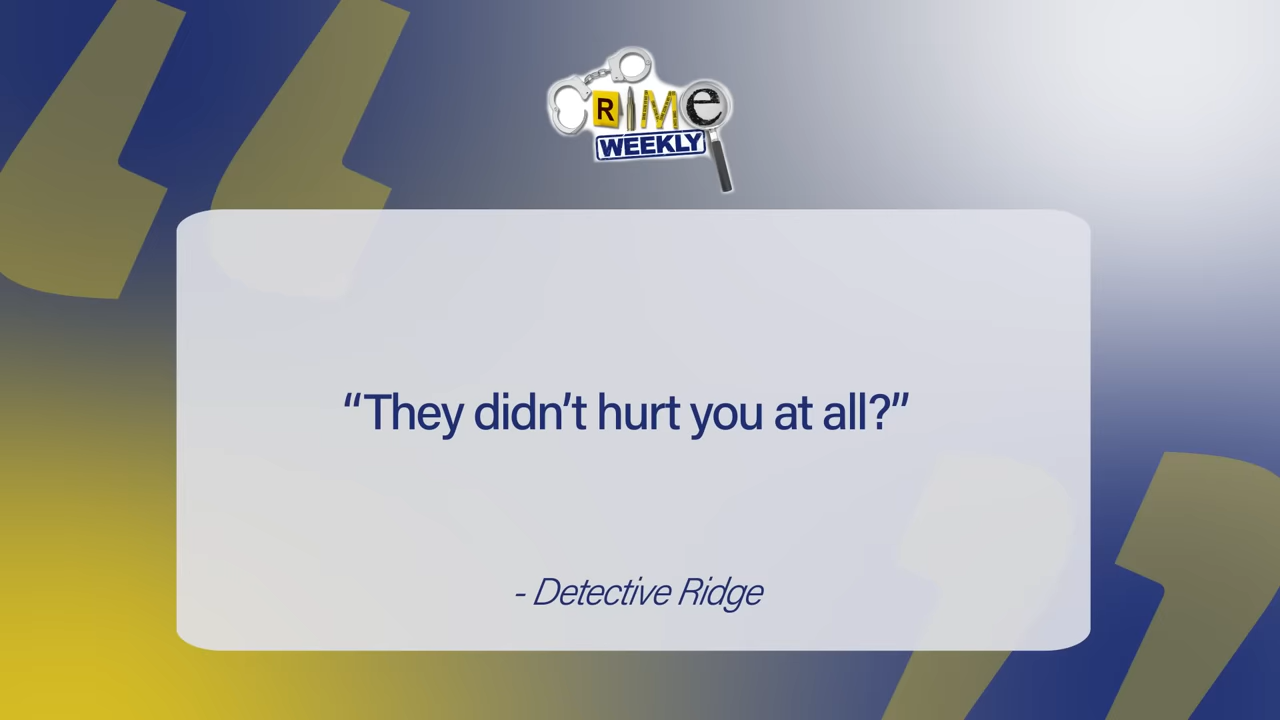 CRIMe
WEEKLY
“They didn’t hurt you at all?”
- Detective Ridge